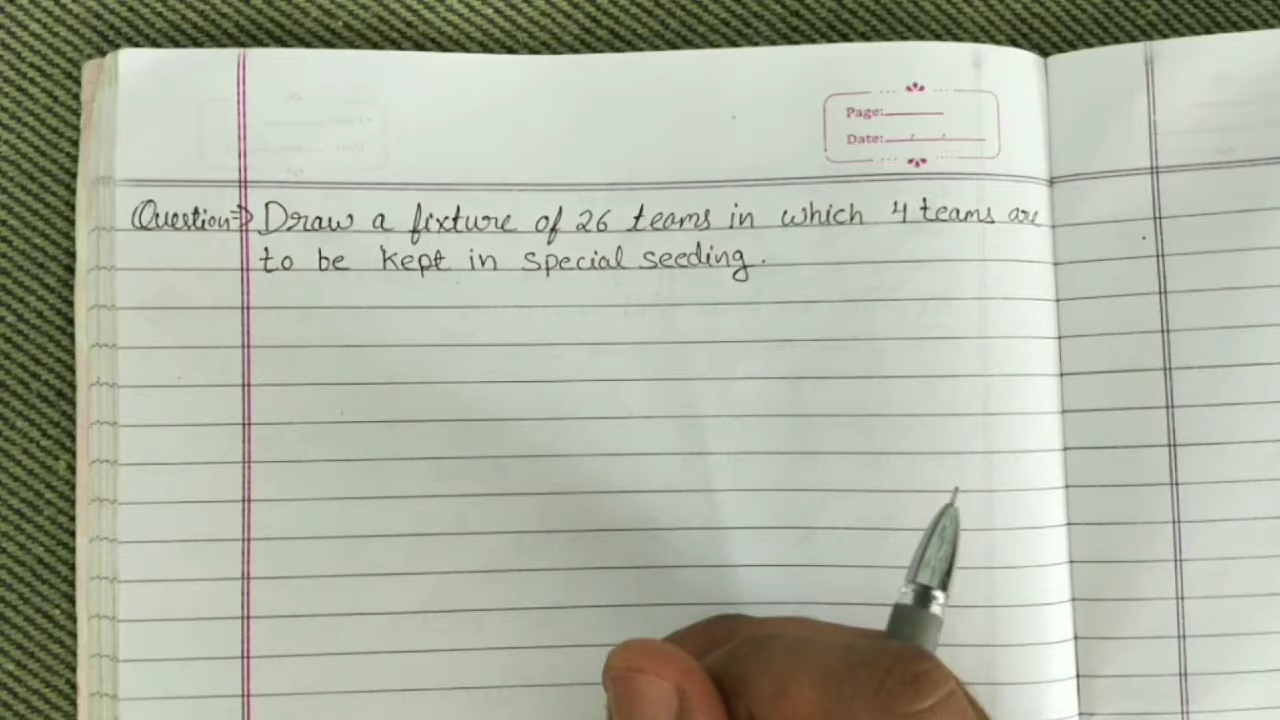 Page:
Date:
Question⇒ Draw a fixture of 26 teams in which 4 teams are
to be kept in special seeding.